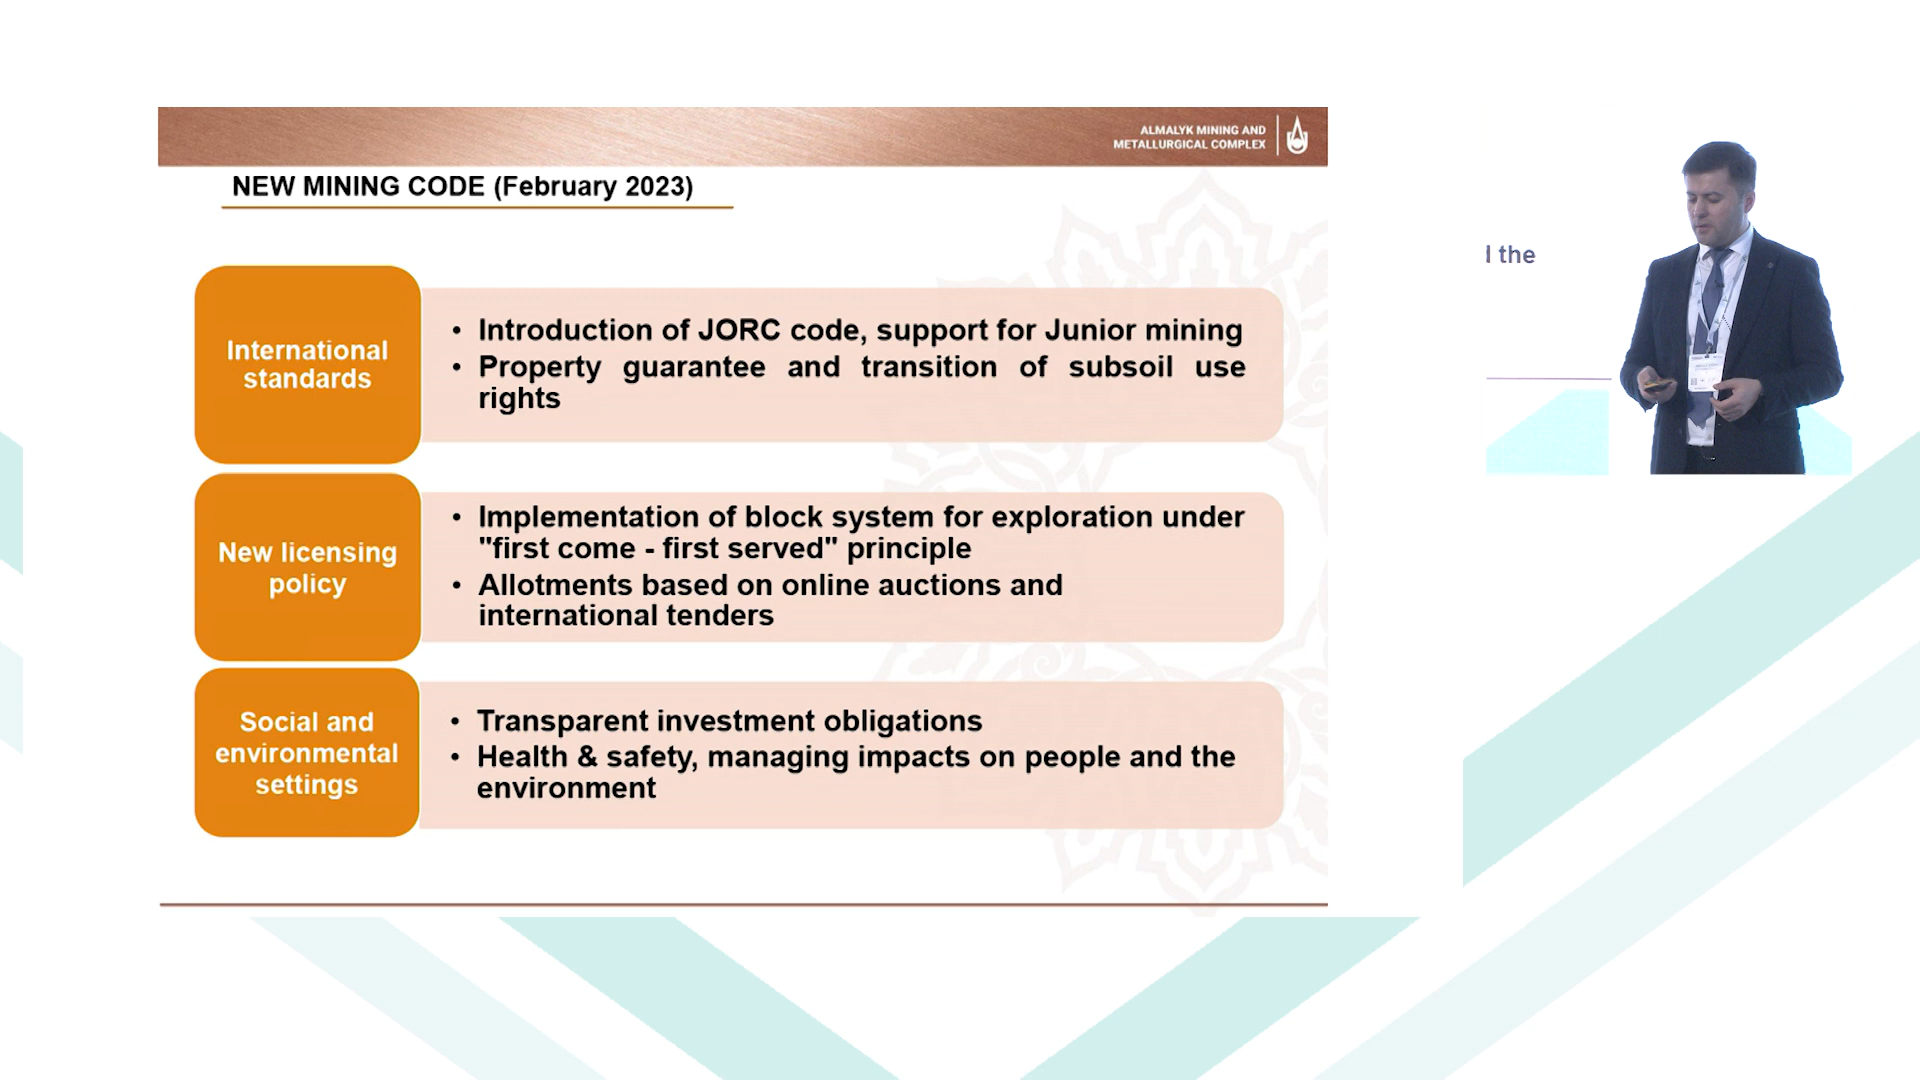 ALMALYK MINING AND
METALLURGICAL COMPLEX
NEW MINING CODE (February 2023)
International
standards
• Introduction of JORC code, support for Junior mining
• Property guarantee and transition of subsoil use
rights
New licensing
policy
• Implementation of block system for exploration under
"first come - first served" principle
• Allotments based on online auctions and
international tenders
Social and
environmental
settings
• Transparent investment obligations
• Health & safety, managing impacts on people and the
environment
the